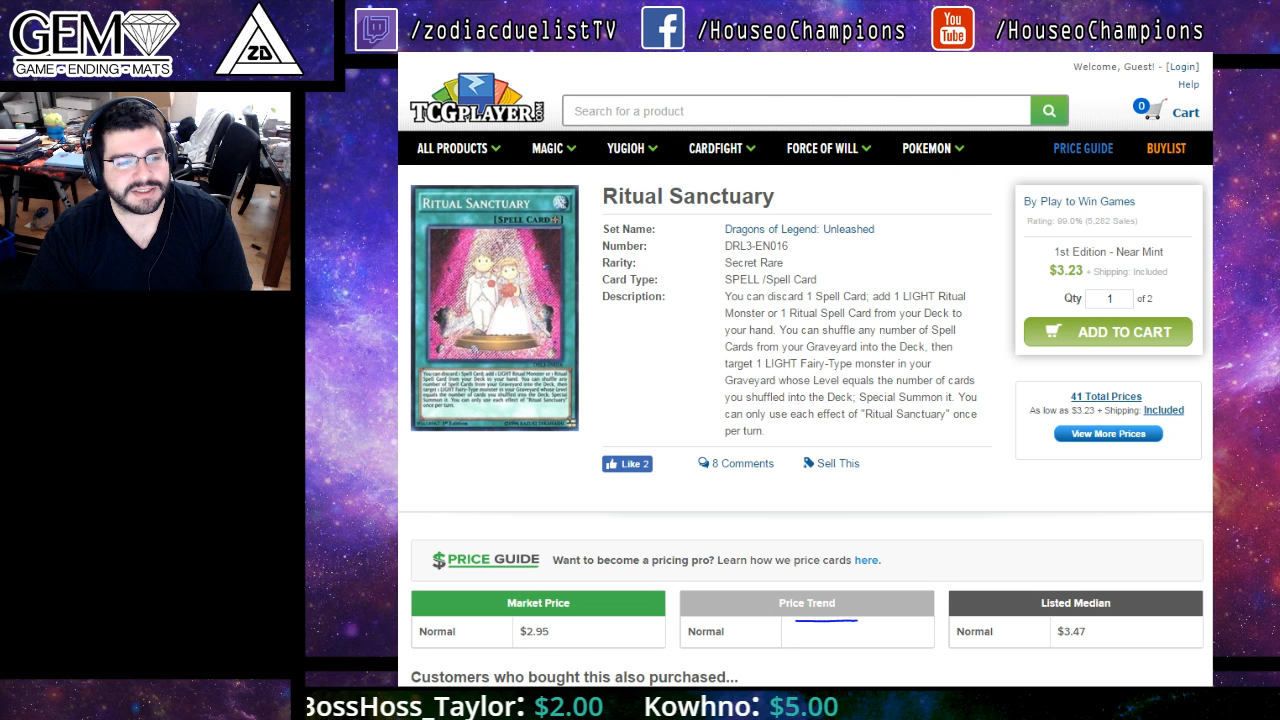 GEM
GAME - ENDING - MATS
ZD
/zodiacduelistTV
/HouseoChampions
You Tube
/HouseoChampions
Welcome, Guest! - [Login]
Help
TCGPLAYER.COM
Search for a product
0
Cart
ALL PRODUCTS
MAGIC
YUGIOH
CARDFIGHT
FORCE OF WILL
POKEMON
PRICE GUIDE
BUYLIST
RITUAL SANCTUARY
[SPELL CARD]
Ritual Sanctuary
Set Name: Dragons of Legend: Unleashed
Number: DRL3-EN016
Rarity: Secret Rare
Card Type: SPELL /Spell Card
Description: You can discard 1 Spell Card; add 1 LIGHT Ritual
Monster or 1 Ritual Spell Card from your Deck to
your hand. You can shuffle any number of Spell
Cards from your Graveyard into the Deck, then
target 1 LIGHT Fairy-Type monster in your
Graveyard whose Level equals the number of cards
you shuffled into the Deck; Special Summon it. You
can only use each effect of "Ritual Sanctuary" once
per turn.
Like 2
8 Comments
Sell This
By Play to Win Games
Rating: 99.0% (5,282 Sales)
1st Edition - Near Mint
$3.23 + Shipping: Included
Qty 1 of 2
ADD TO CART
41 Total Prices
As low as $3.23 + Shipping: Included
View More Prices
$PRICE GUIDE
Want to become a pricing pro? Learn how we price cards here.
Market Price
Normal $2.95
Price Trend
Normal
Listed Median
Normal $3.47
Customers who bought this also purchased...
BossHoss_Taylor: $2.00 Kowhno: $5.00